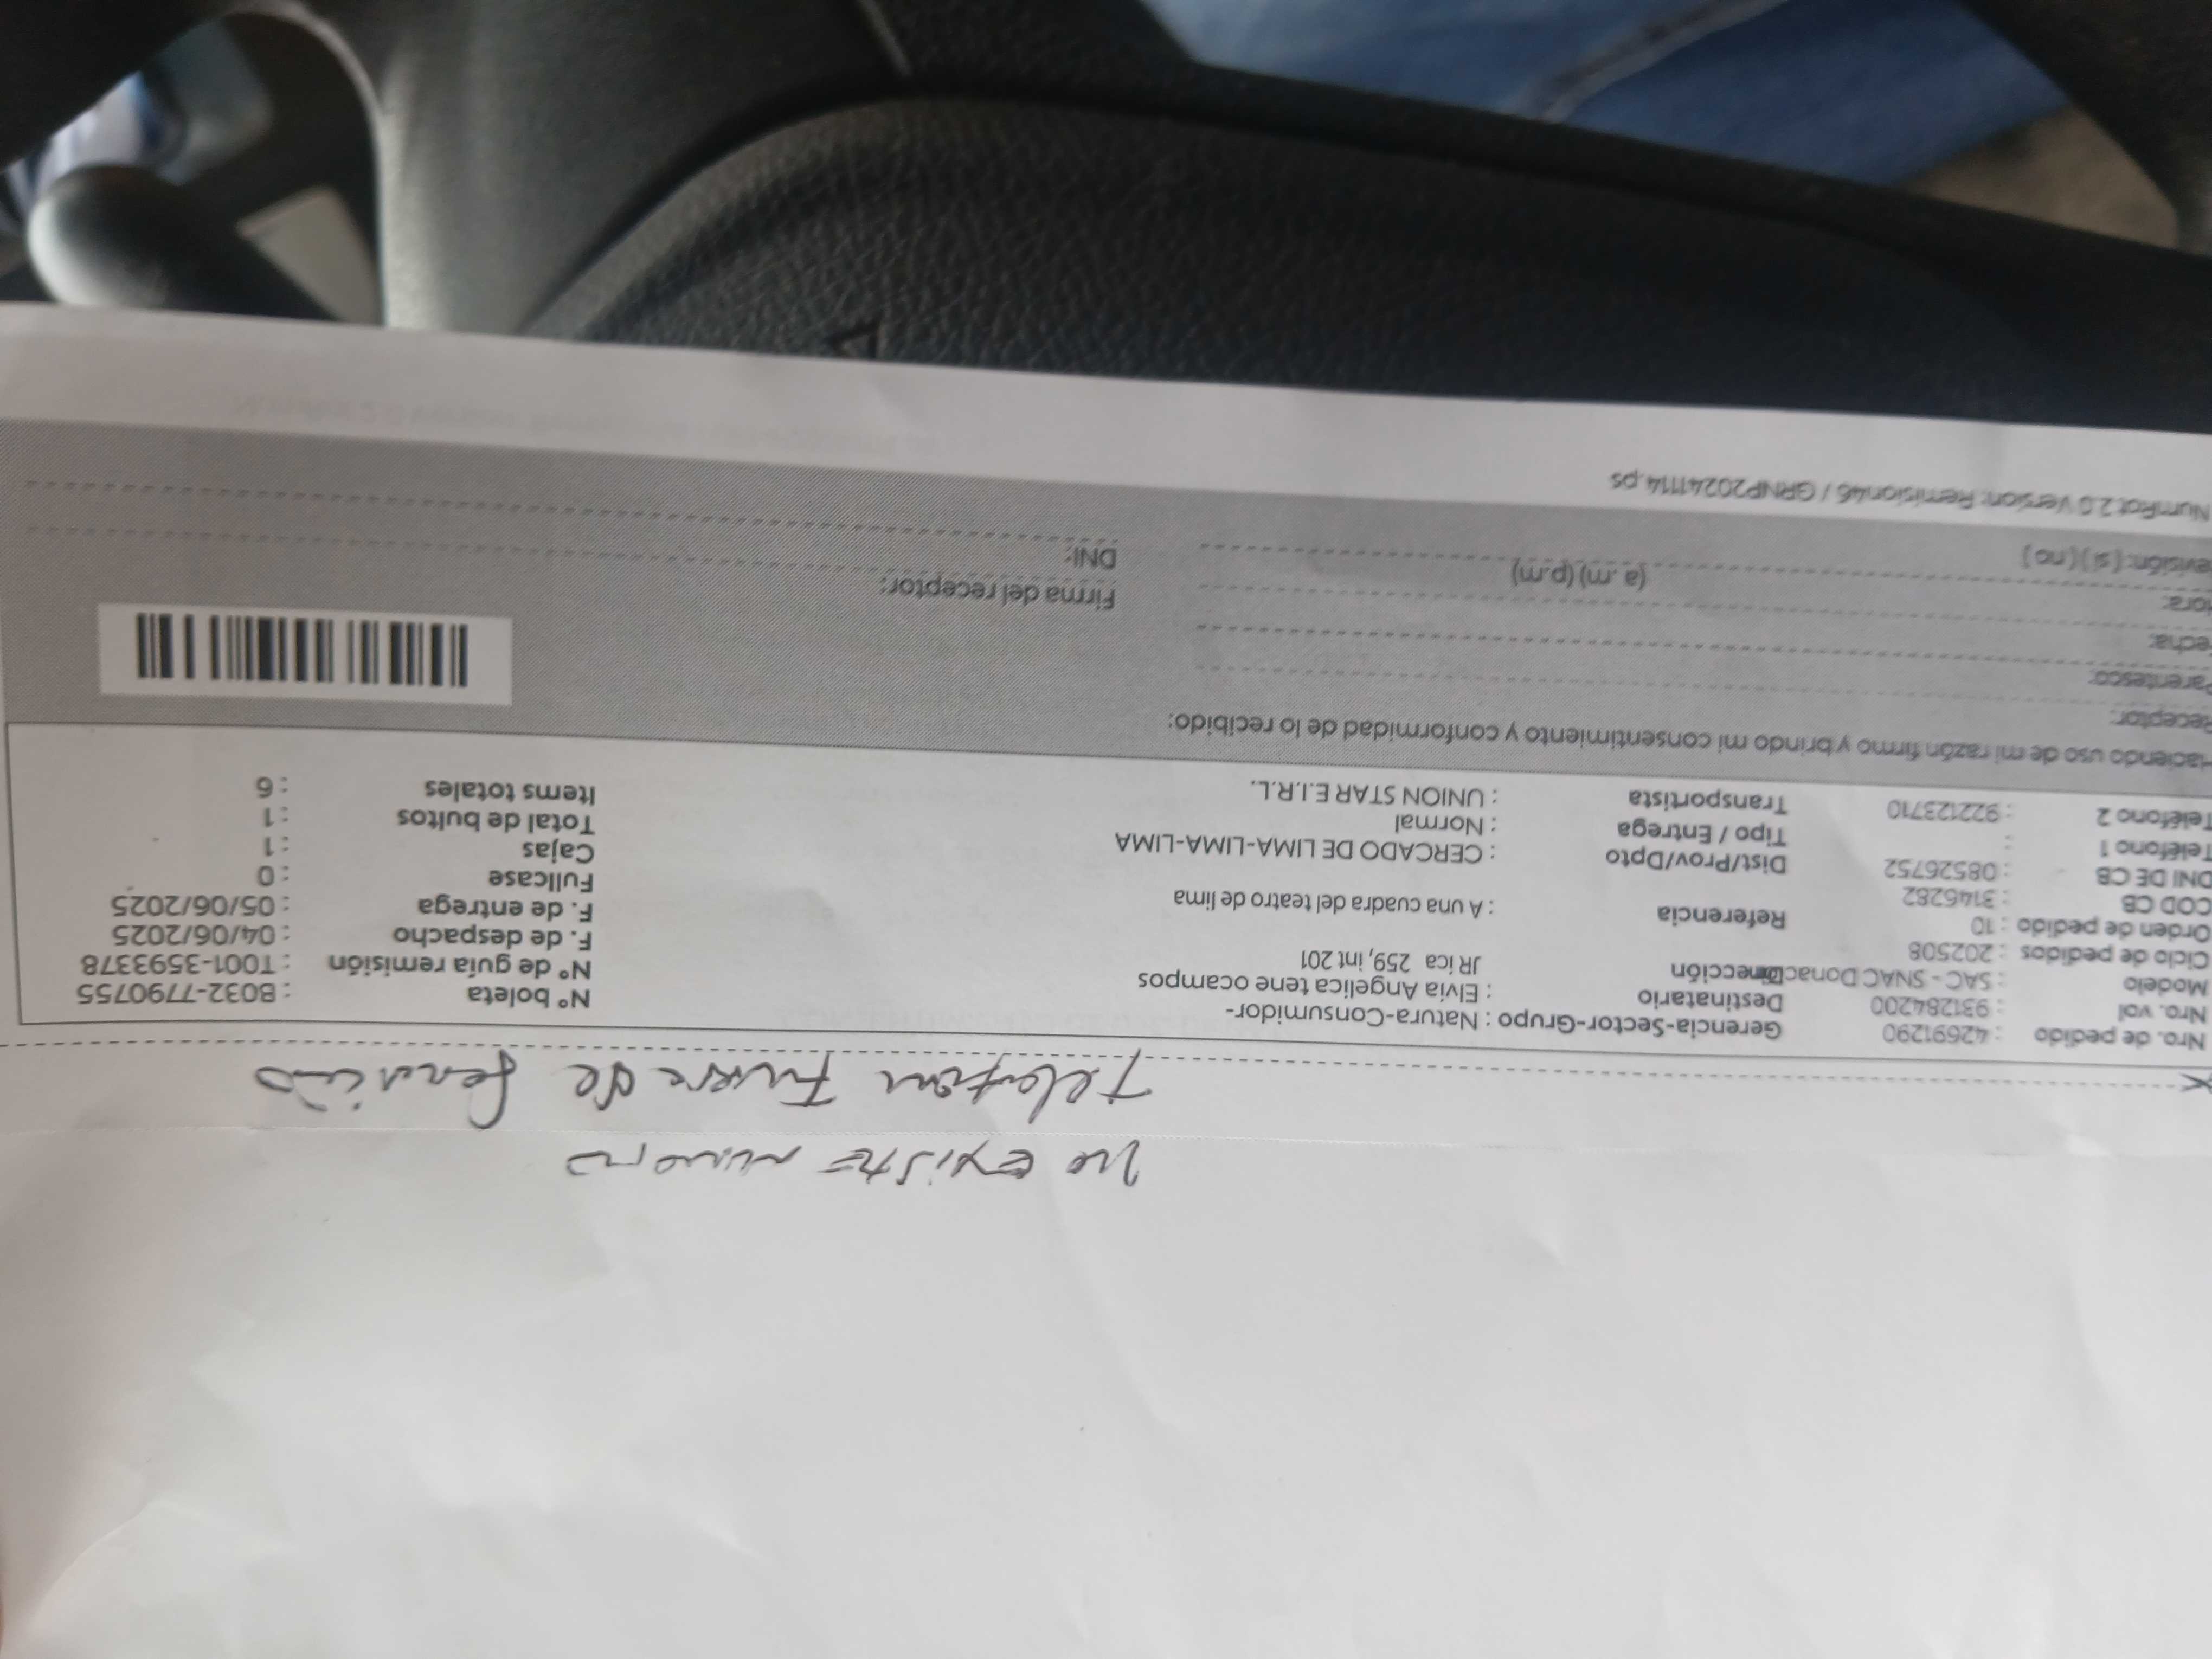 No existe numero
Telefono Fuera de servicio
Nro. de pedido : 42691290
Nro. vol : 931284200
Modelo : SAC - SNAC Donación
Ciclo de pedidos : 202508
Orden de pedido : 10
COD CB : 3146282
DNI DE CB : 08526752
Teléfono 1 :
Teléfono 2 : 922123710
Gerencia-Sector-Grupo : Natura-Consumidor-
Destinatario : Elvia Angelica tene ocampos
Dirección JR ica 259, int 201
Referencia : A una cuadra del teatro de lima
Dist/Prov/Dpto : CERCADO DE LIMA-LIMA-LIMA
Tipo / Entrega : Normal
Transportista : UNION STAR E.I.R.L.
Nº boleta : B032-7790755
Nº de guía remisión : T001-3593378
F. de despacho : 04/06/2025
F. de entrega : 05/06/2025
Fullcase : 0
Cajas : 1
Total de bultos : 1
Items totales : 6
Haciendo uso de mi razón firmo y brindo mi consentimiento y conformidad de lo recibido:
Receptor:
Parentesco:
Fecha:
Hora: (a .m) (p.m)
evisión: ( si ) ( no )
Firma del receptor:
DNI:
NumRot 2.0 Version: Remision46 / GRNP20241114.ps